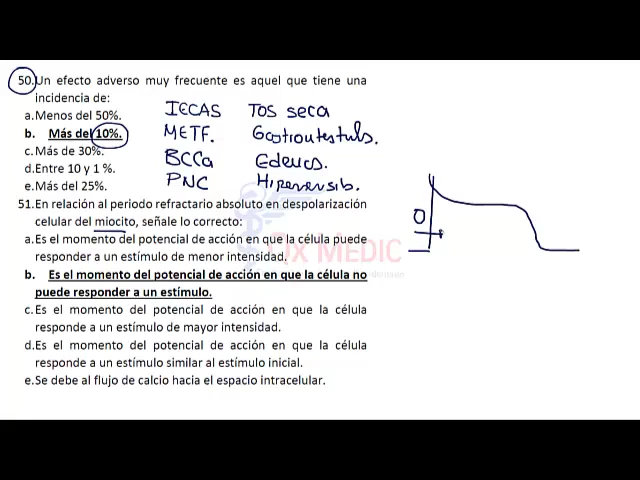 50. Un efecto adverso muy frecuente es aquel que tiene una
incidencia de:
a. Menos del 50%.
b. Más del 10%.
c. Más de 30%.
d. Entre 10 y 1 %.
e. Más del 25%.
IECAS Tos seca
METF.
BCCa
PNC Hipersensib.
51. En relación al periodo refractario absoluto en despolarización
celular del miocito, señale lo correcto:
a. Es el momento del potencial de acción en que la célula puede
responder a un estímulo de menor intensidad.
b. Es el momento del potencial de acción en que la célula no
puede responder a un estímulo.
c. Es el momento del potencial de acción en que la célula
responde a un estímulo de mayor intensidad.
d. Es el momento del potencial de acción en que la célula
responde a un estímulo similar al estímulo inicial.
e. Se debe al flujo de calcio hacia el espacio intracelular.
0
Qx MEDIC